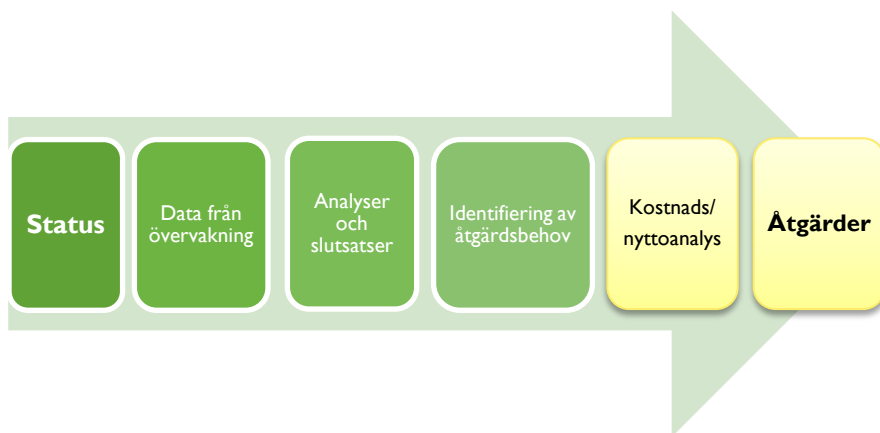 Status
Data från
övervakning
Analyser
och
slutsatser
Identifiering av
åtgärdsbehov
Kostnads/
nyttoanalys
Åtgärder